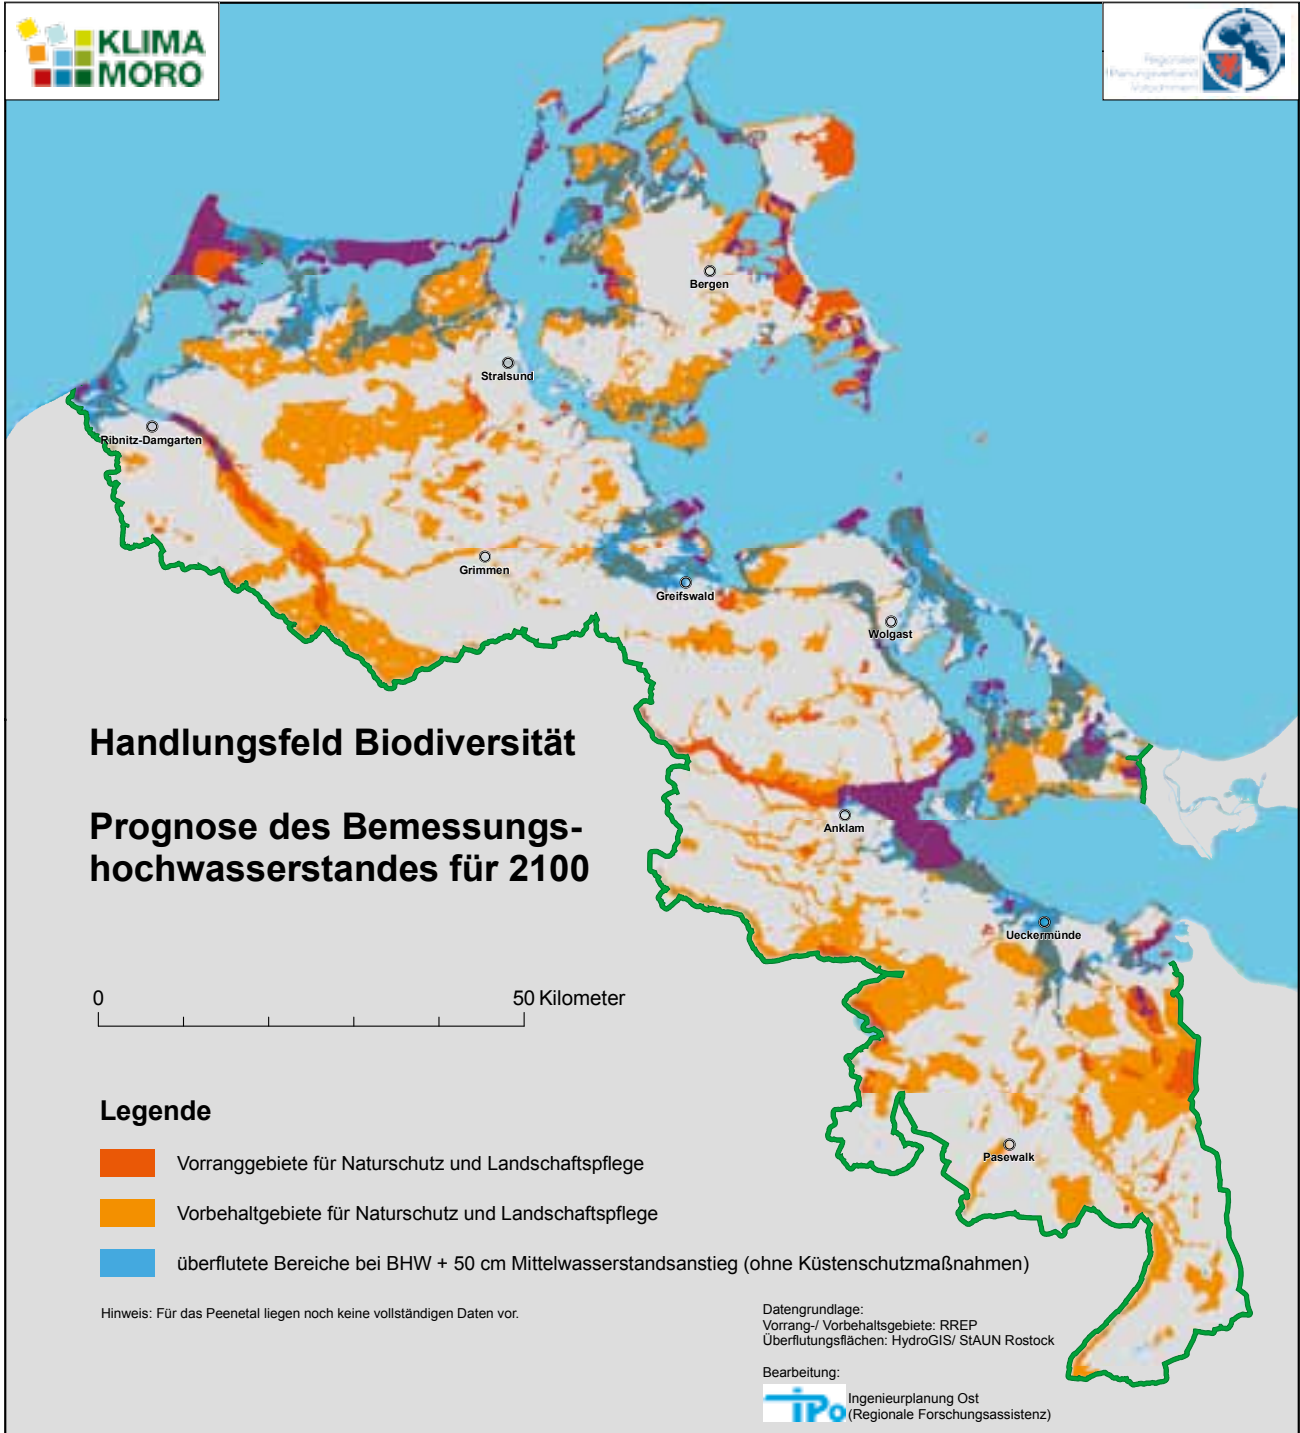 KLIMA
MORO
Regionaler
Planungsverband
Vorpommern
Bergen
Stralsund
Ribnitz-Damgarten
Grimmen
Greifswald
Wolgast
Handlungsfeld Biodiversität
Prognose des Bemessungs-
hochwasserstandes für 2100
Anklam
Ueckermünde
0
50 Kilometer
Pasewalk
Legende
Vorranggebiete für Naturschutz und Landschaftspflege
Vorbehaltgebiete für Naturschutz und Landschaftspflege
überflutete Bereiche bei BHW + 50 cm Mittelwasserstandsanstieg (ohne Küstenschutzmaßnahmen)
Hinweis: Für das Peenetal liegen noch keine vollständigen Daten vor.
Datengrundlage:
Vorrang-/ Vorbehaltsgebiete: RREP
Überflutungsflächen: HydroGIS/ StAUN Rostock
Bearbeitung:
IPO
Ingenieurplanung Ost
(Regionale Forschungsassistenz)